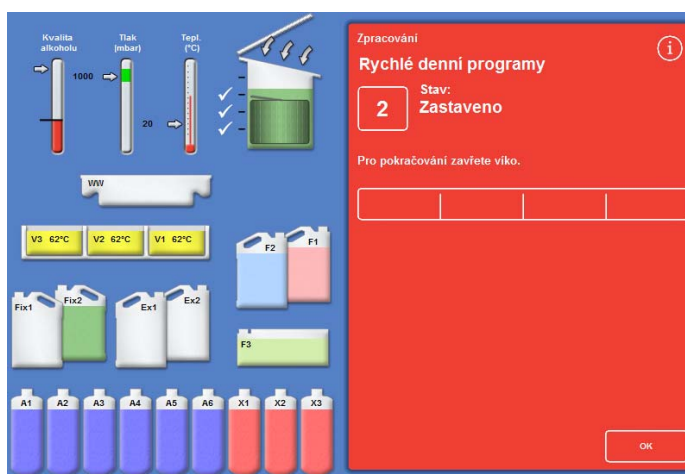 Kvalita
alkoholu
Tlak
(mbar)
Tepl.
(°C)
1000
20
WW
V3 62°C
V2 62°C
V1 62°C
F2
F1
Fix1
Fix2
Ex1
Ex2
F3
A1
A2
A3
A4
A5
A6
X1
X2
X3
Zpracování
i
Rychlé denní programy
2
Stav:
Zastaveno
Pro pokračování zavřete víko.
OK